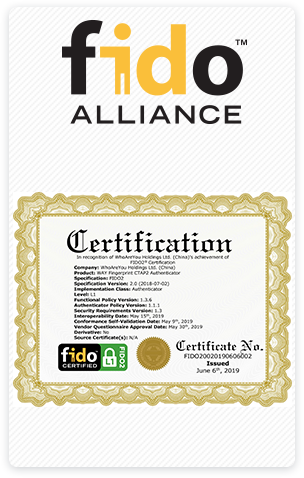 fido™
ALLIANCE
Certification
In recognition of WhoAreYou Holdings Ltd. (China)'s achievement of
FIDO2® Certification
Company: WhoAreYou Holdings Ltd. (China)
Product: WAY Fingerprint CTAP2 Authenticator
Specification: FIDO2
Specification Version: 2.0 (2018-07-02)
Implementation Class: Authenticator
Level: L1
Functional Policy Version: 1.3.6
Authenticator Policy Version: 1.1.1
Security Requirements Version: 1.3
Interoperability Date: May 15th, 2019
Conformance Self-Validation Date: May 9th, 2019
Vendor Questionnaire Approval Date: May 30th, 2019
Derivative: No
Source Certificate(s): N/A
fido
CERTIFIED
FIDO2
Certificate No.
FIDO20020190606002
Issued
June 6th, 2019